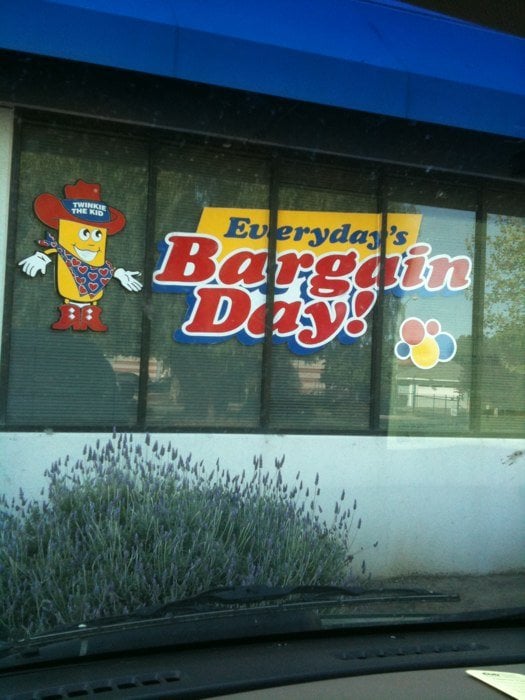 TWINKIE
THE KID
Everyday's
Bargain
Day!